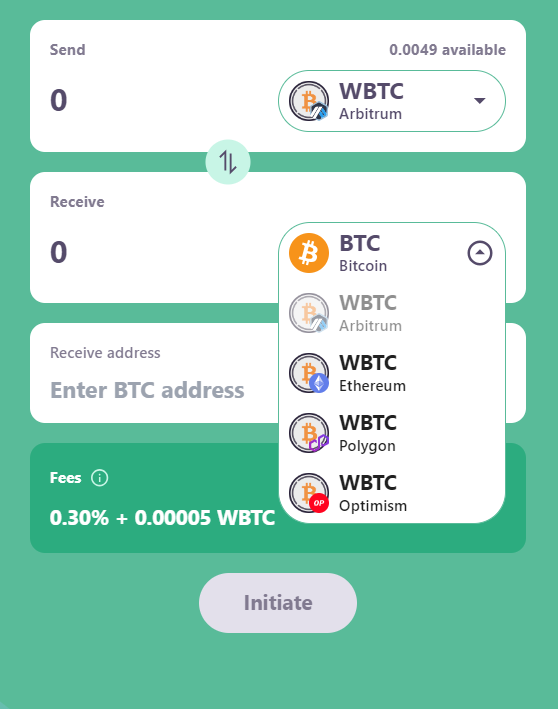 Send
0.0049 available
0
WBTC
Arbitrum
Receive
0
BTC
Bitcoin
WBTC
Arbitrum
WBTC
Ethereum
WBTC
Polygon
WBTC
OP
Optimism
Receive address
Enter BTC address
Fees
0.30% + 0.00005 WBTC
Initiate